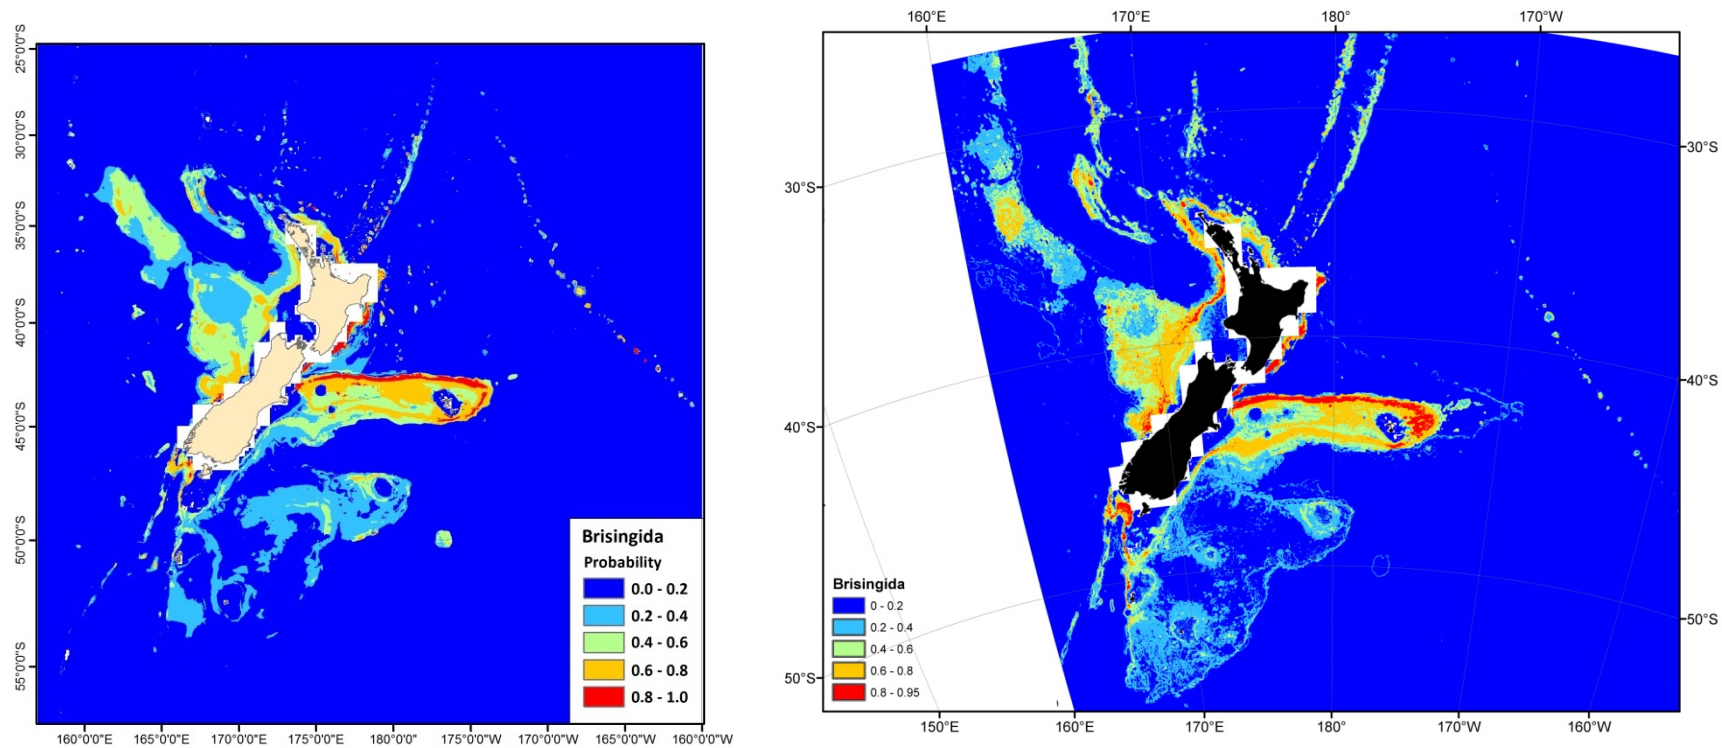 25°0'0"S
30°0'0"S
35°0'0"S
40°0'0"S
45°0'0"S
50°0'0"S
55°0'0"S
Brisingida
Probability
0.0 - 0.2
0.2 - 0.4
0.4 - 0.6
0.6 - 0.8
0.8 - 1.0
160°0'0"E 165°0'0"E 170°0'0"E 175°0'0"E 180°0'0" 175°0'0"W 170°0'0"W 165°0'0"W 160°0'0"W
160°E 170°E 180° 170°W
30°S
40°S
50°S
30°S
40°S
50°S
Brisingida
0 - 0.2
0.2 - 0.4
0.4 - 0.6
0.6 - 0.8
0.8 - 0.95
150°E 160°E 170°E 180° 170°W 160°W